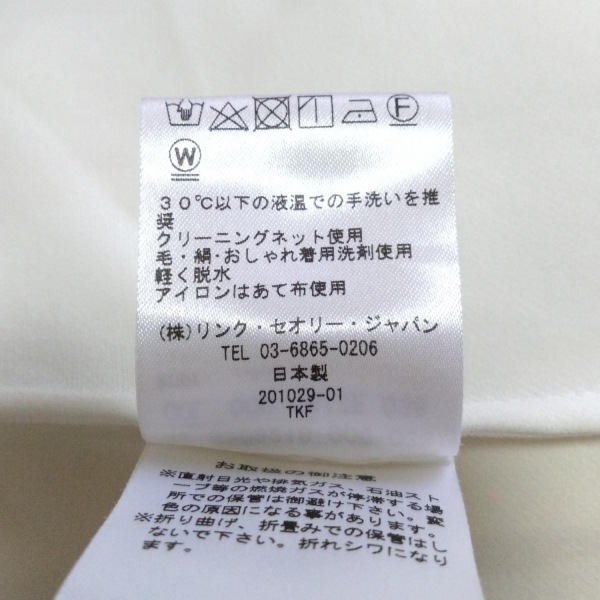 F
W
30℃以下の液温での手洗いを推
奨
クリーニングネット使用
毛・絹・おしゃれ着用洗剤使用
軽く脱水
アイロンはあて布使用
(株)リンク・セオリー・ジャパン
TEL 03-6865-0206
日本製
201029-01
TKF
お取扱の御注意
※直射日光や排気ガス、石油スト
ーブ等の燃焼ガスが停滞する場
所での保管は御避け下さい。変
色の原因になる事があります。
※折り曲げ、折畳みでの保管はし
ないで下さい。折れシワになり
ます。